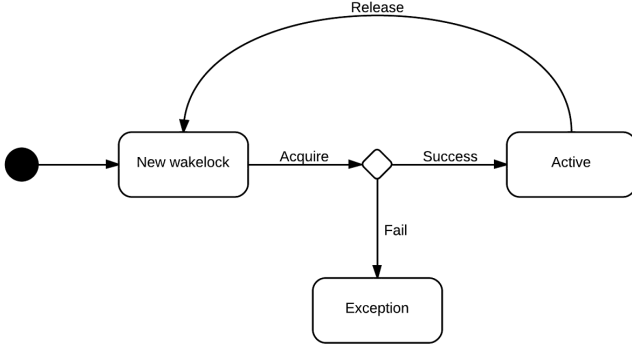 Release
New wakelock
Acquire
Success
Active
Fail
Exception